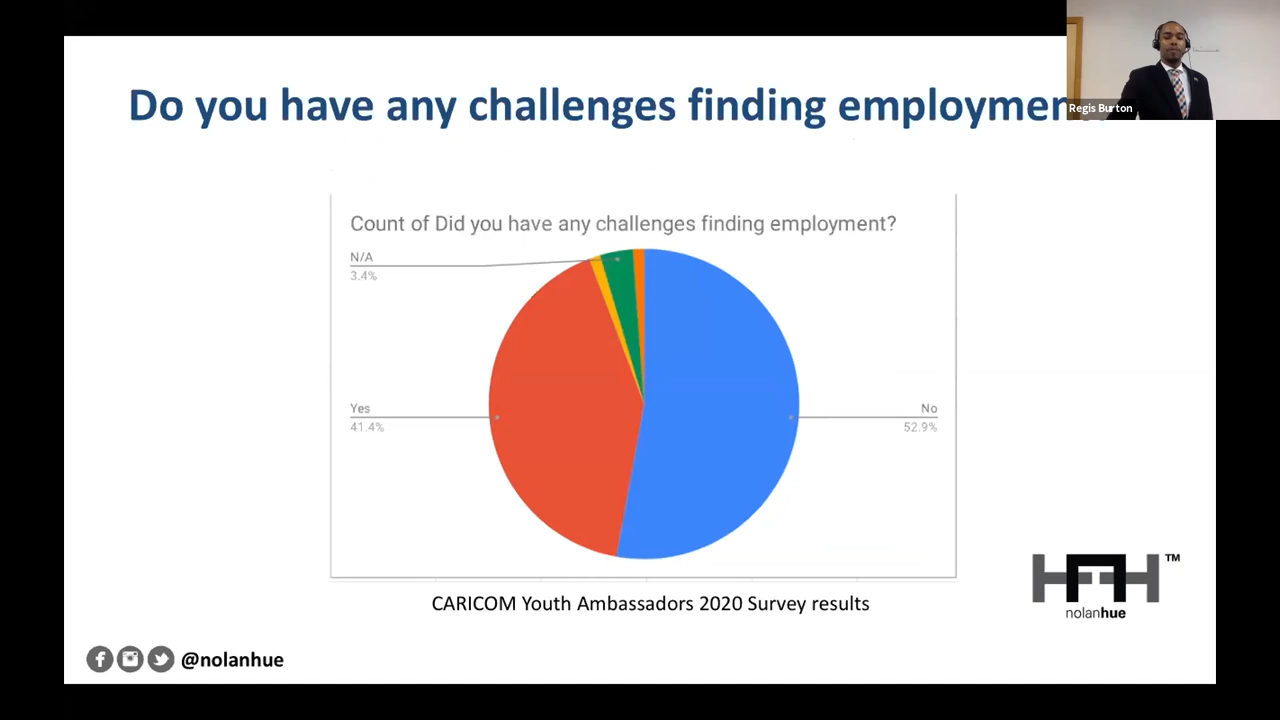 Do you have any challenges finding employmen
Regis Burton
Count of Did you have any challenges finding employment?
N/A
3.4%
Yes
41.4%
No
52.9%
CARICOM Youth Ambassadors 2020 Survey results
TM
nolanhue
@nolanhue